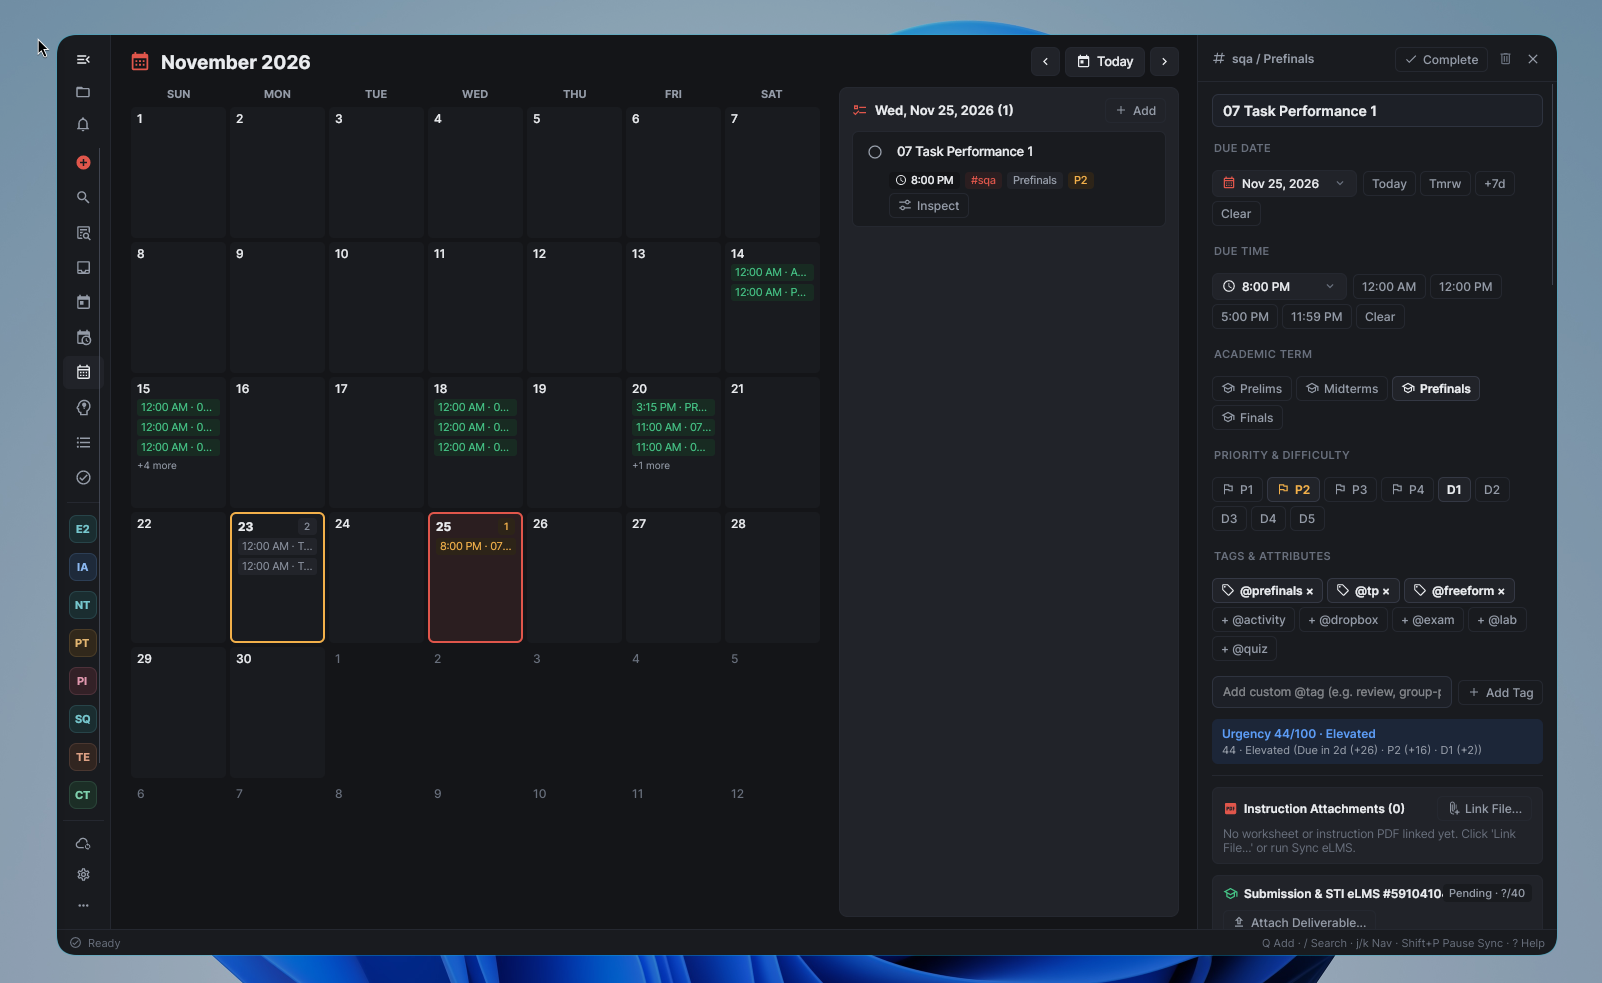 November 2026
Today
SUN MON TUE WED THU FRI SAT
1 2 3 4 5 6 7
8 9 10 11 12 13 14
12:00 AM · A...
12:00 AM · P...
15 16 17 18 19 20 21
12:00 AM · 0... 12:00 AM · 0... 3:15 PM · PR...
12:00 AM · 0... 12:00 AM · 0... 11:00 AM · 07...
12:00 AM · 0... 12:00 AM · 0... 11:00 AM · 0...
+4 more +1 more
22 23 2 24 25 1 26 27 28
12:00 AM · T... 8:00 PM · 07...
12:00 AM · T...
29 30 1 2 3 4 5
6 7 8 9 10 11 12
E2
IA
NT
PT
PI
SQ
TE
CT
Wed, Nov 25, 2026 (1) + Add
07 Task Performance 1
8:00 PM #sqa Prefinals P2
Inspect
# sqa / Prefinals Complete
07 Task Performance 1
DUE DATE
Nov 25, 2026 Today Tmrw +7d
Clear
DUE TIME
8:00 PM 12:00 AM 12:00 PM
5:00 PM 11:59 PM Clear
ACADEMIC TERM
Prelims Midterms Prefinals
Finals
PRIORITY & DIFFICULTY
P1 P2 P3 P4 D1 D2
D3 D4 D5
TAGS & ATTRIBUTES
@prefinals × @tp × @freeform ×
+ @activity + @dropbox + @exam + @lab
+ @quiz
Add custom @tag (e.g. review, group-p + Add Tag
Urgency 44/100 · Elevated
44 · Elevated (Due in 2d (+26) · P2 (+16) · D1 (+2))
Instruction Attachments (0) Link File...
No worksheet or instruction PDF linked yet. Click 'Link
File...' or run Sync eLMS.
Submission & STI eLMS #5910410 Pending · ?/40
Attach Deliverable...
Ready
Q Add · / Search · j/k Nav · Shift+P Pause Sync · ? Help